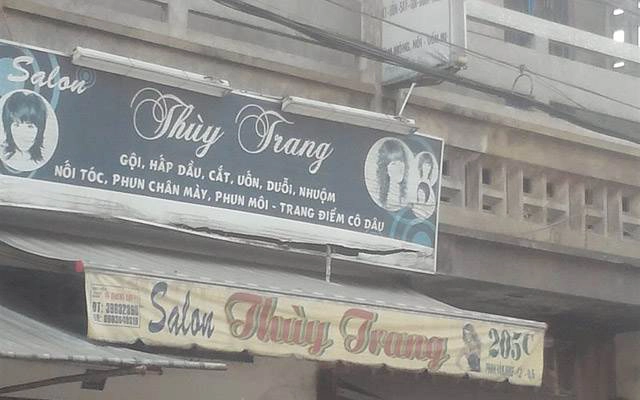 Salon
Thùy Trang
GỘI, HẤP DẦU, CẮT, UỐN, DUỖI, NHUỘM
NỐI TÓC, PHUN CHÂN MÀY, PHUN MÔI - TRANG ĐIỂM CÔ DÂU
Salon Thùy Trang
205C